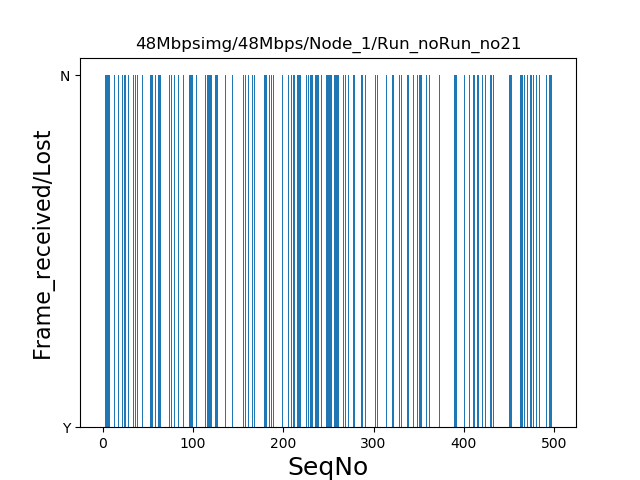 48Mbpsimg/48Mbps/Node_1/Run_noRun_no21
N
Frame_received/Lost
Y
0 100 200 300 400 500
SeqNo